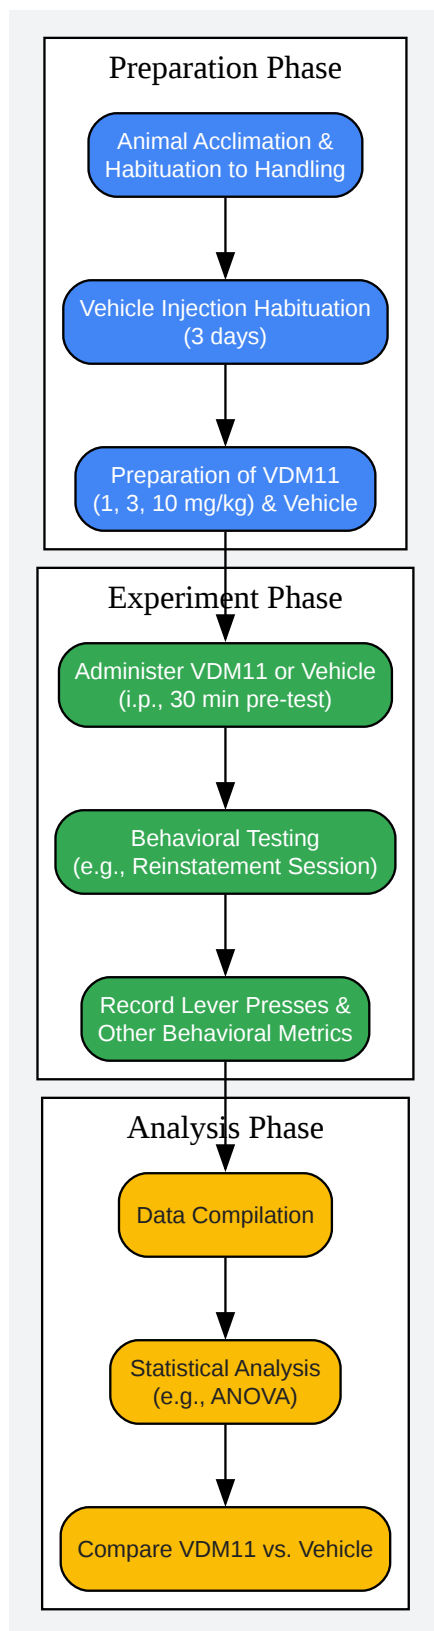 Preparation Phase
Animal Acclimation &
Habituation to Handling
Vehicle Injection Habituation
(3 days)
Preparation of VDM11
(1, 3, 10 mg/kg) & Vehicle
Experiment Phase
Administer VDM11 or Vehicle
(i.p., 30 min pre-test)
Behavioral Testing
(e.g., Reinstatement Session)
Record Lever Presses &
Other Behavioral Metrics
Analysis Phase
Data Compilation
Statistical Analysis
(e.g., ANOVA)
Compare VDM11 vs. Vehicle